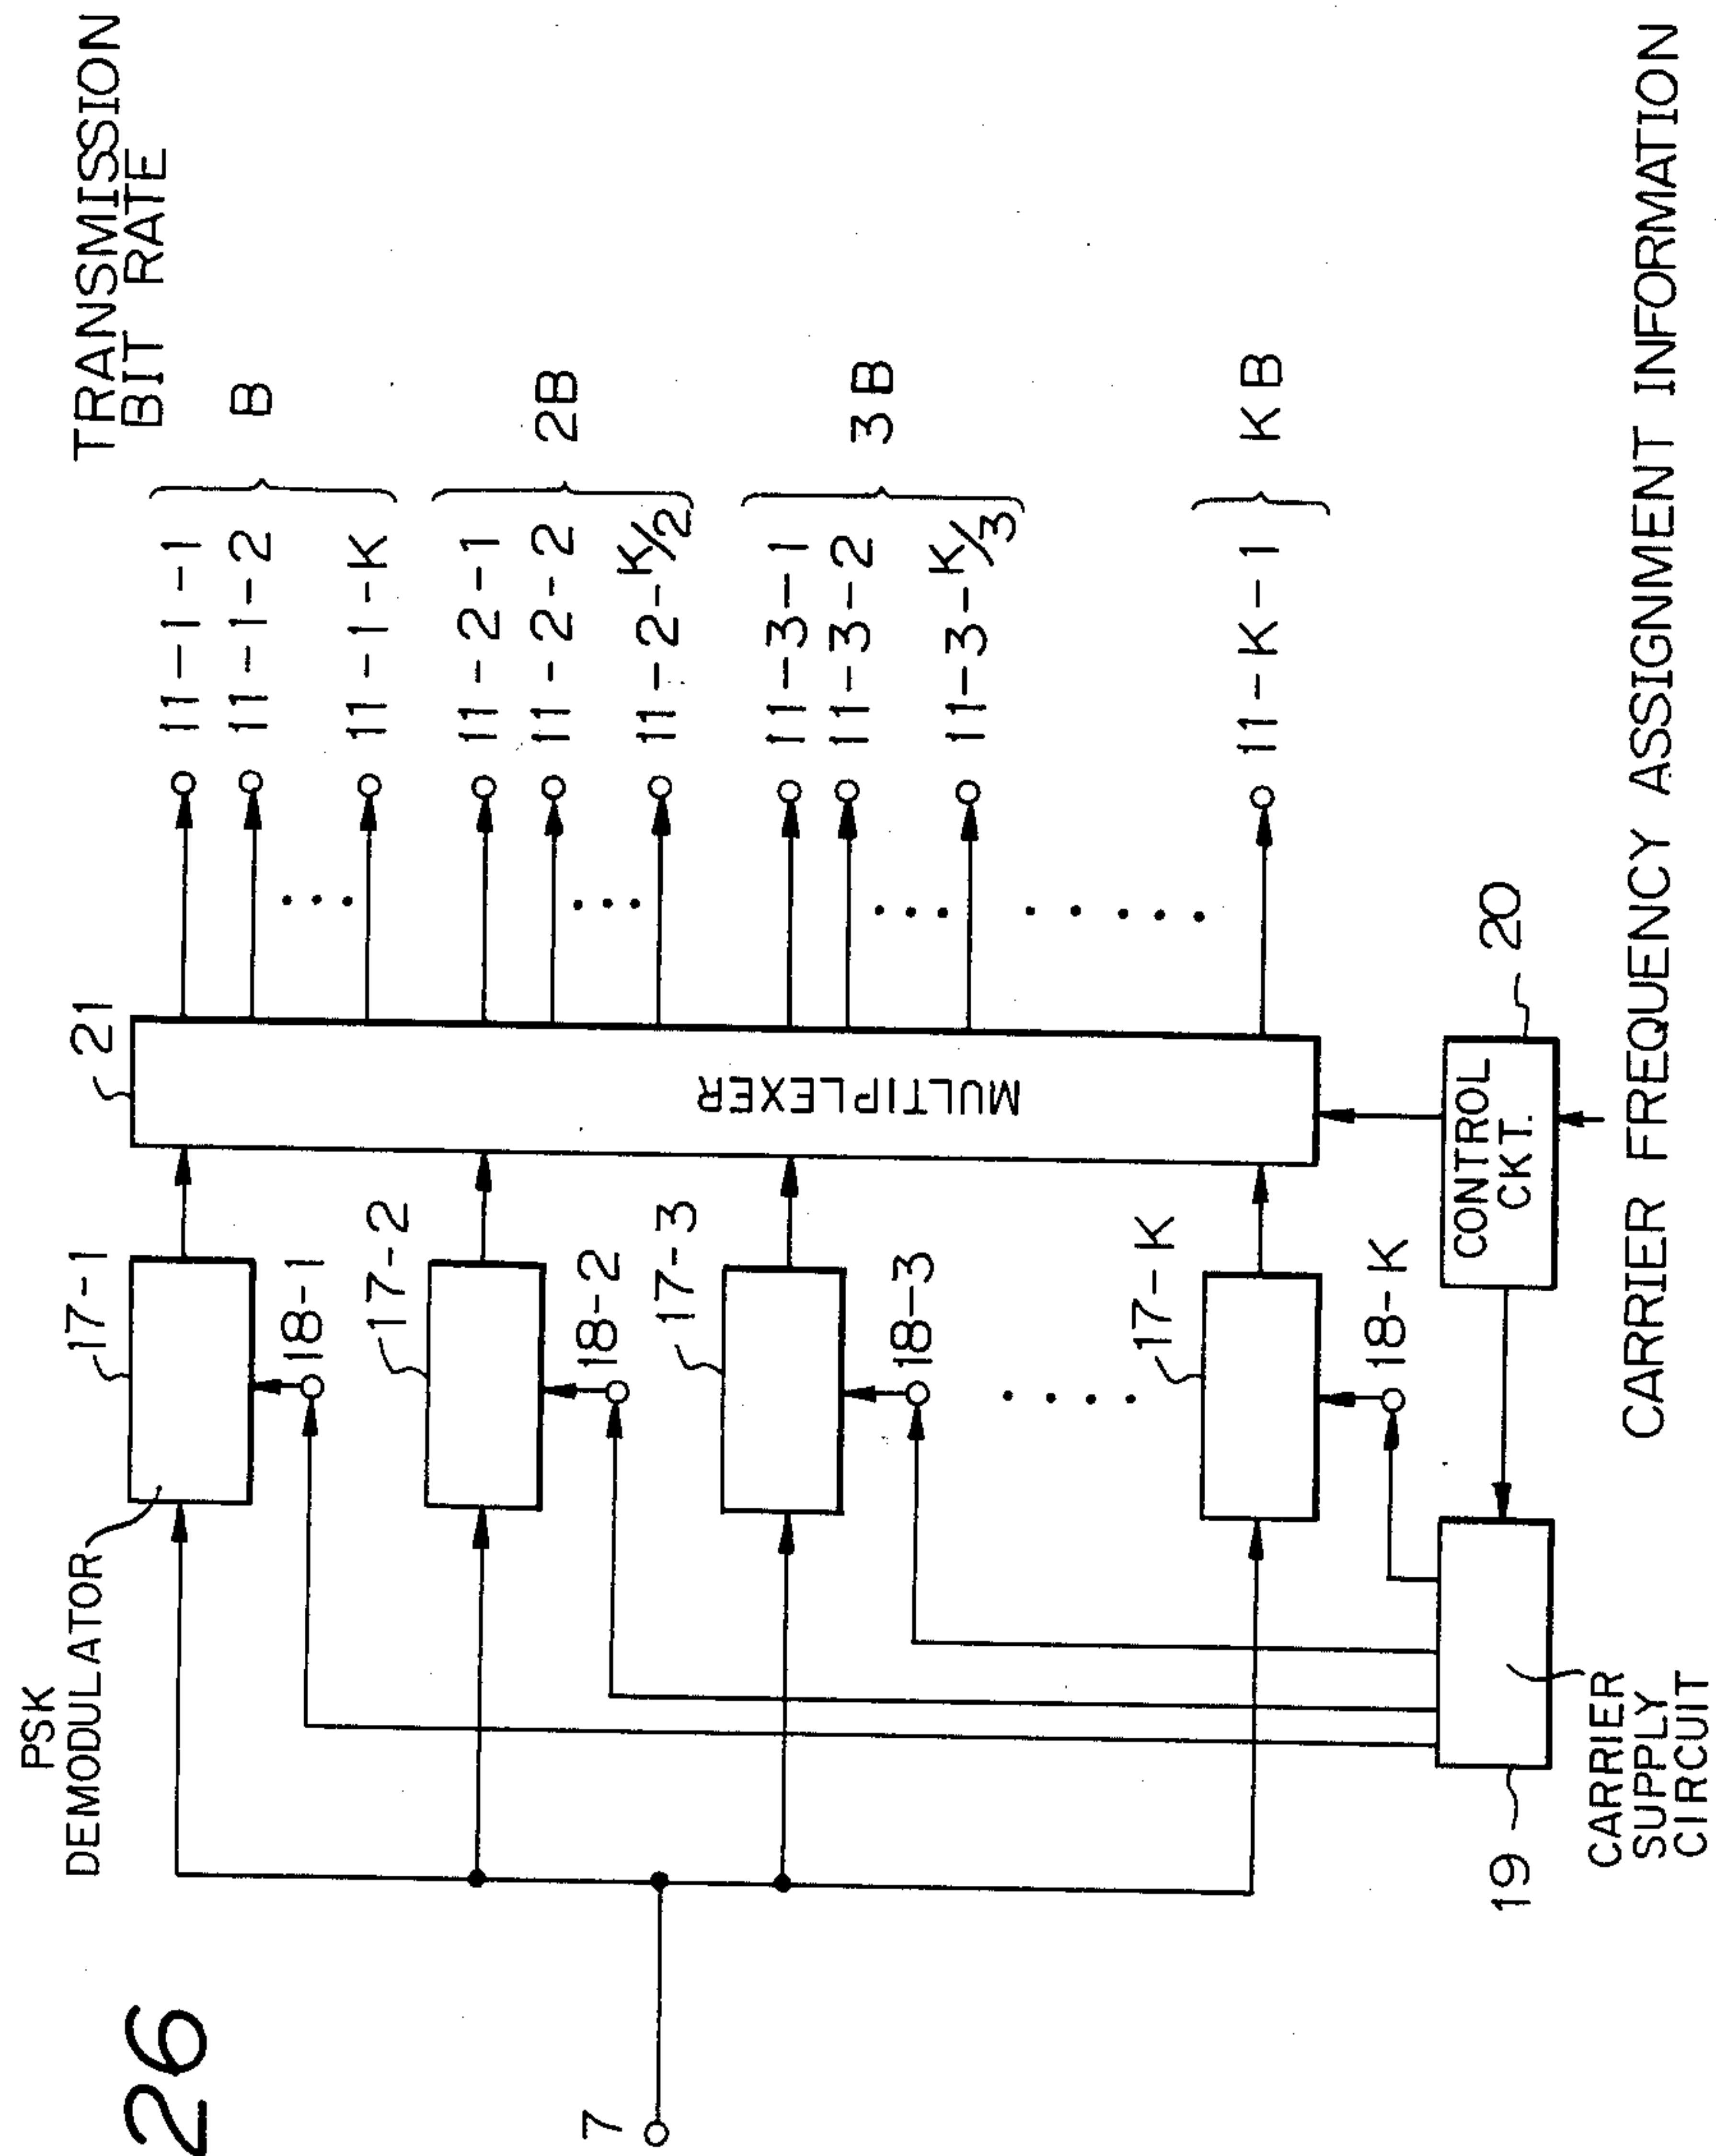 26
TRANSMISSION
BIT RATE
PSK
DEMODULATOR
17-1
21
11-1-1
11-1-2
11-1-K
B
18-1
17-2
11-2-1
11-2-2
11-2-K/2
2B
18-2
7
MULTIPLEXER
17-3
11-3-1
11-3-2
11-3-K/3
3B
18-3
17-K
11-K-1
KB
18-K
CONTROL
CKT.
20
19
CARRIER
SUPPLY
CIRCUIT
CARRIER FREQUENCY ASSIGNMENT INFORMATION